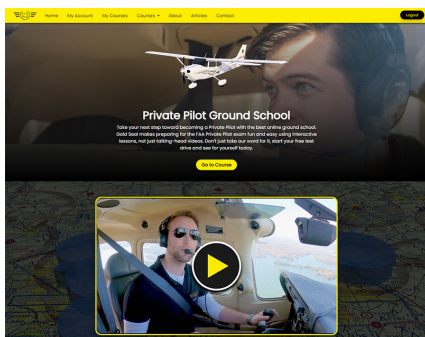 Home My Account My Courses Courses About Articles Contact Logout
Private Pilot Ground School
Take your next step toward becoming a Private Pilot with the best online ground school.
Gold Seal makes preparing for the FAA Private Pilot exam fun and easy using interactive
lessons, not just talking-head videos. Don't just take our word for it, start your free test
drive and see for yourself today.
Go to Course